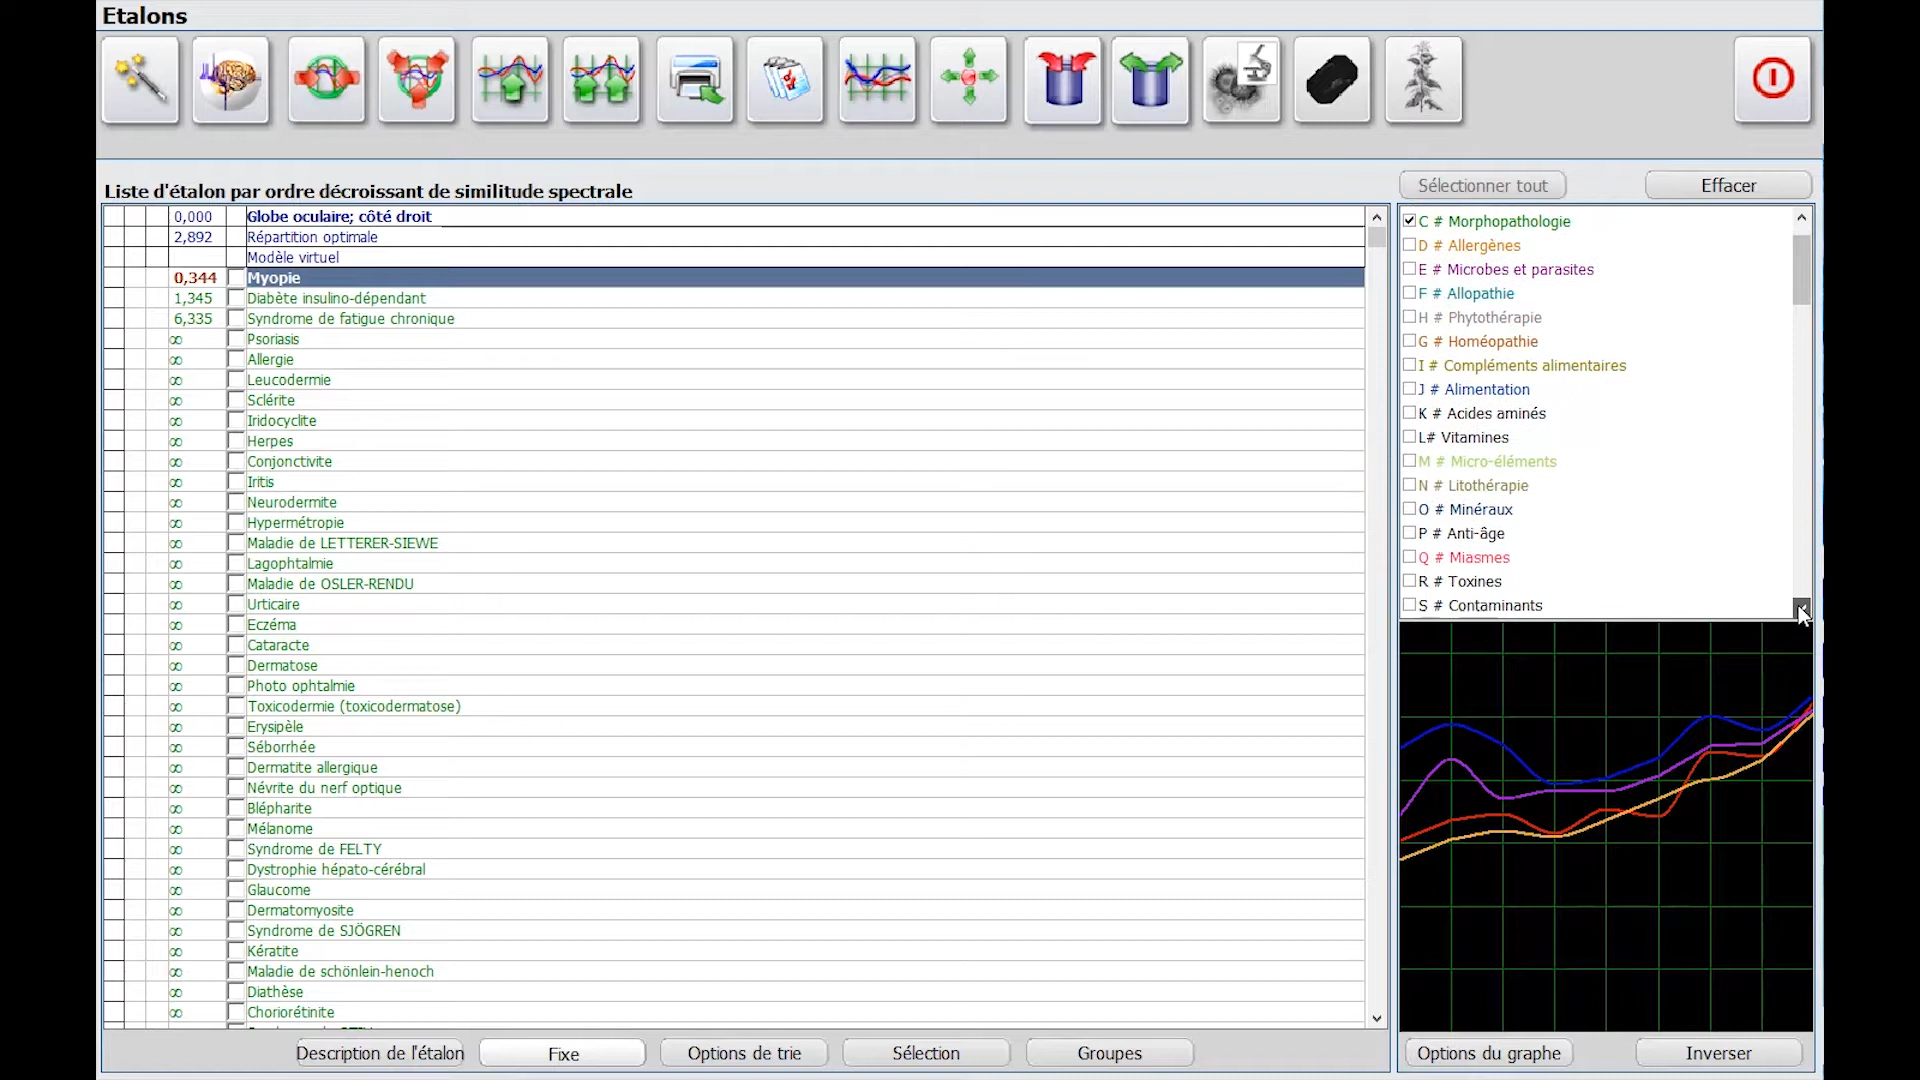 Etalons
Liste d'étalon par ordre décroissant de similitude spectrale
Sélectionner tout
Effacer
0,000 Globe oculaire; côté droit
2,892 Répartition optimale
Modèle virtuel
0,344 Myopie
1,345 Diabète insulino-dépendant
6,335 Syndrome de fatigue chronique
∞ Psoriasis
∞ Allergie
∞ Leucodermie
∞ Sclérite
∞ Iridocyclite
∞ Herpes
∞ Conjonctivite
∞ Iritis
∞ Neurodermite
∞ Hypermétropie
∞ Maladie de LETTERER-SIEWE
∞ Lagophtalmie
∞ Maladie de OSLER-RENDU
∞ Urticaire
∞ Eczéma
∞ Cataracte
∞ Dermatose
∞ Photo ophtalmie
∞ Toxicodermie (toxicodermatose)
∞ Erysipèle
∞ Séborrhée
∞ Dermatite allergique
∞ Névrite du nerf optique
∞ Blépharite
∞ Mélanome
∞ Syndrome de FELTY
∞ Dystrophie hépato-cérébral
∞ Glaucome
∞ Dermatomyosite
∞ Syndrome de SJÖGREN
∞ Kératite
∞ Maladie de schönlein-henoch
∞ Diathèse
∞ Choriorétinite
C # Morphopathologie
D # Allergènes
E # Microbes et parasites
F # Allopathie
H # Phytothérapie
G # Homéopathie
I # Compléments alimentaires
J # Alimentation
K # Acides aminés
L# Vitamines
M # Micro-éléments
N # Litothérapie
O # Minéraux
P # Anti-âge
Q # Miasmes
R # Toxines
S # Contaminants
Description de l'étalon
Fixe
Options de trie
Sélection
Groupes
Options du graphe
Inverser